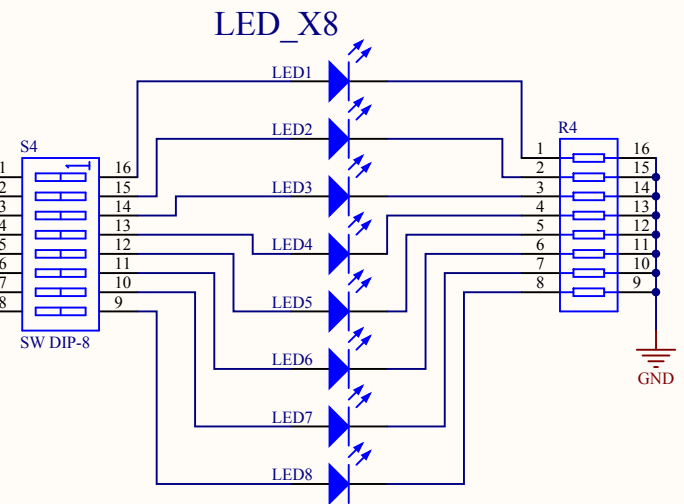 LED_X8
LED1
LED2
LED3
LED4
LED5
LED6
LED7
LED8
S4
1 16
2 15
3 14
4 13
5 12
6 11
7 10
8 9
SW DIP-8
R4
1 16
2 15
3 14
4 13
5 12
6 11
7 10
8 9
GND